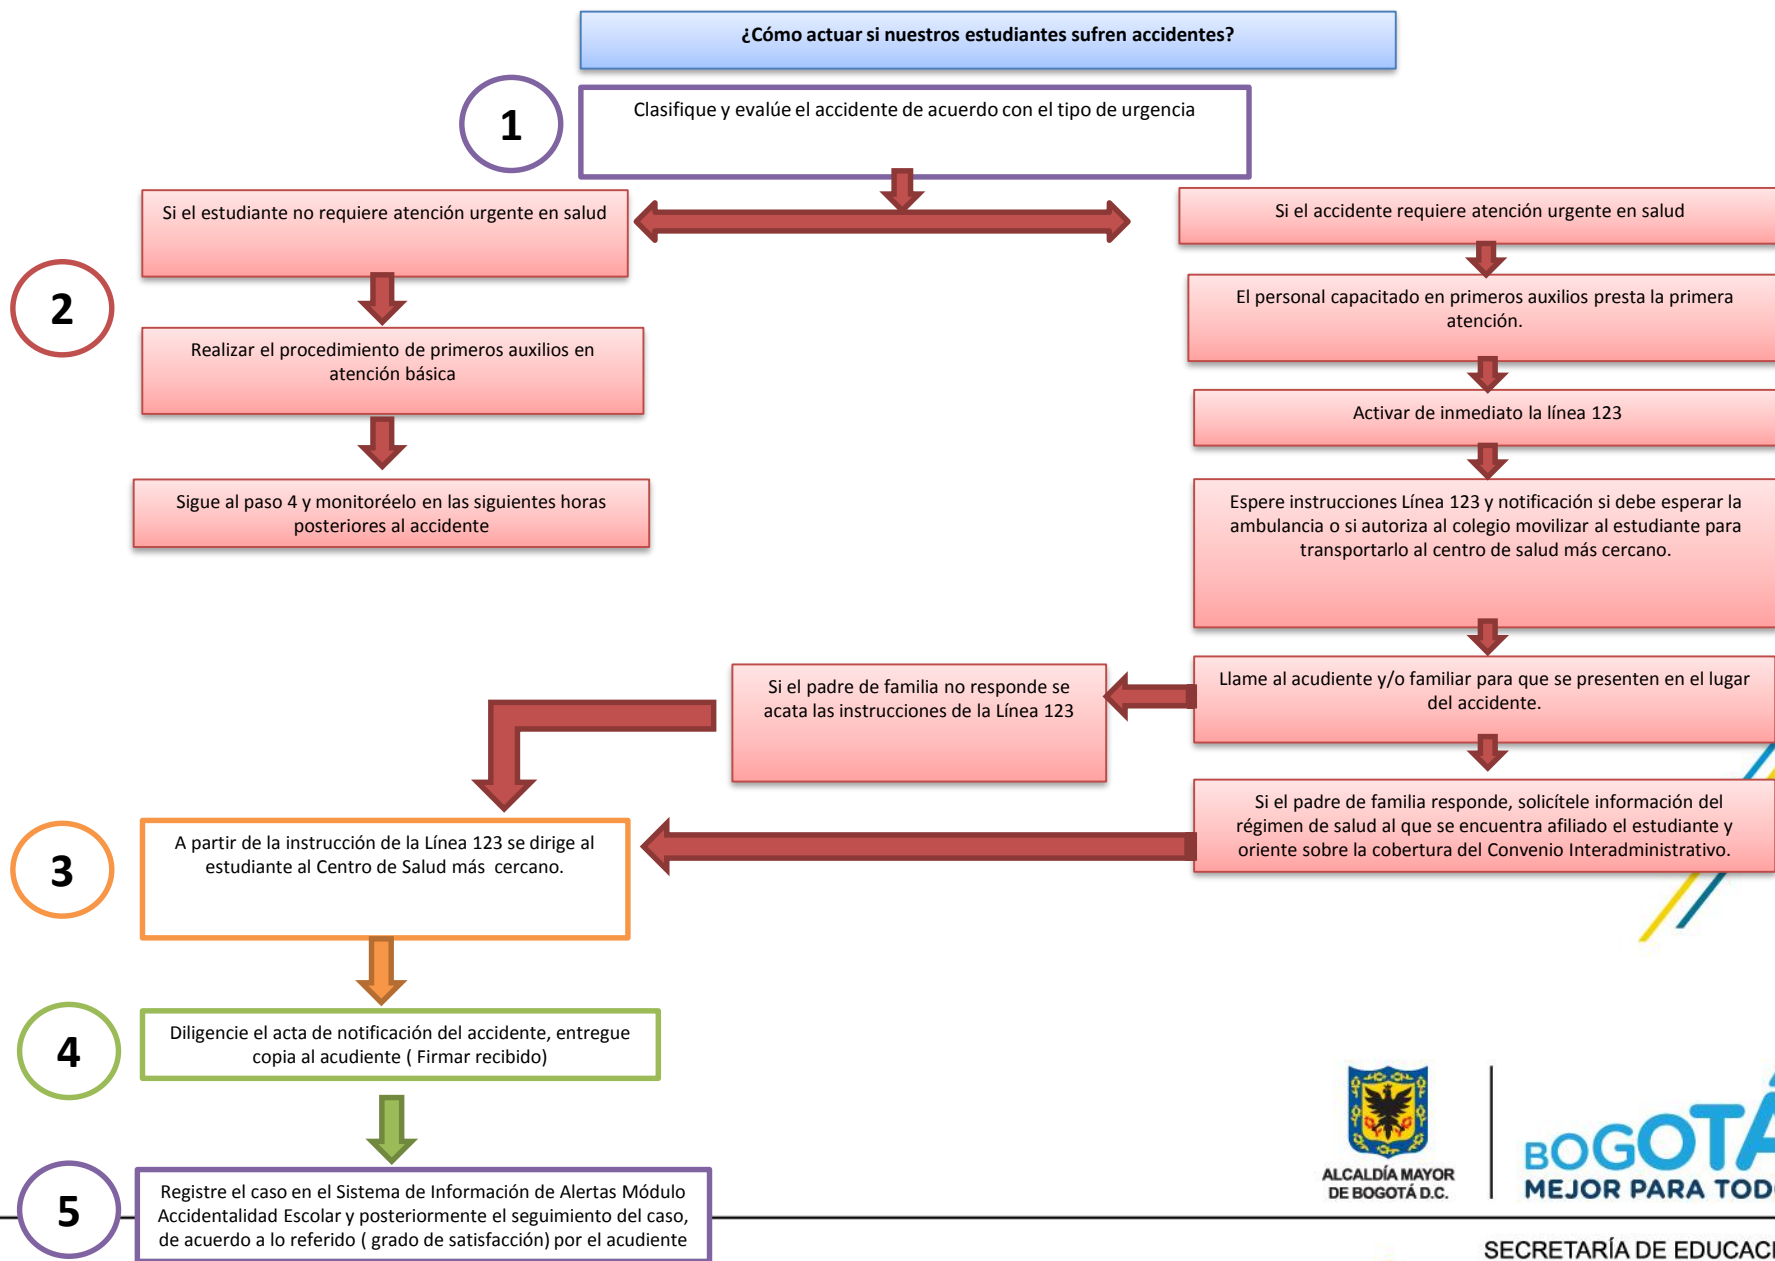 ¿Cómo actuar si nuestros estudiantes sufren accidentes?
1
Clasifique y evalúe el accidente de acuerdo con el tipo de urgencia
2
Si el estudiante no requiere atención urgente en salud
Realizar el procedimiento de primeros auxilios en
atención básica
Sigue al paso 4 y monitoréelo en las siguientes horas
posteriores al accidente
Si el accidente requiere atención urgente en salud
El personal capacitado en primeros auxilios presta la primera
atención.
Activar de inmediato la línea 123
Espere instrucciones Línea 123 y notificación si debe esperar la
ambulancia o si autoriza al colegio movilizar al estudiante para
transportarlo al centro de salud más cercano.
Llame al acudiente y/o familiar para que se presenten en el lugar
del accidente.
Si el padre de familia no responde se
acata las instrucciones de la Línea 123
Si el padre de familia responde, solicítele información del
régimen de salud al que se encuentra afiliado el estudiante y
oriente sobre la cobertura del Convenio Interadministrativo.
3
A partir de la instrucción de la Línea 123 se dirige al
estudiante al Centro de Salud más  cercano.
4
Diligencie el acta de notificación del accidente, entregue
copia al acudiente ( Firmar recibido)
5
Registre el caso en el Sistema de Información de Alertas Módulo
Accidentalidad Escolar y posteriormente el seguimiento del caso,
de acuerdo a lo referido ( grado de satisfacción) por el acudiente
ALCALDÍA MAYOR
DE BOGOTÁ D.C.
BOGOTÁ
MEJOR PARA TOD
SECRETARÍA DE EDUCACI